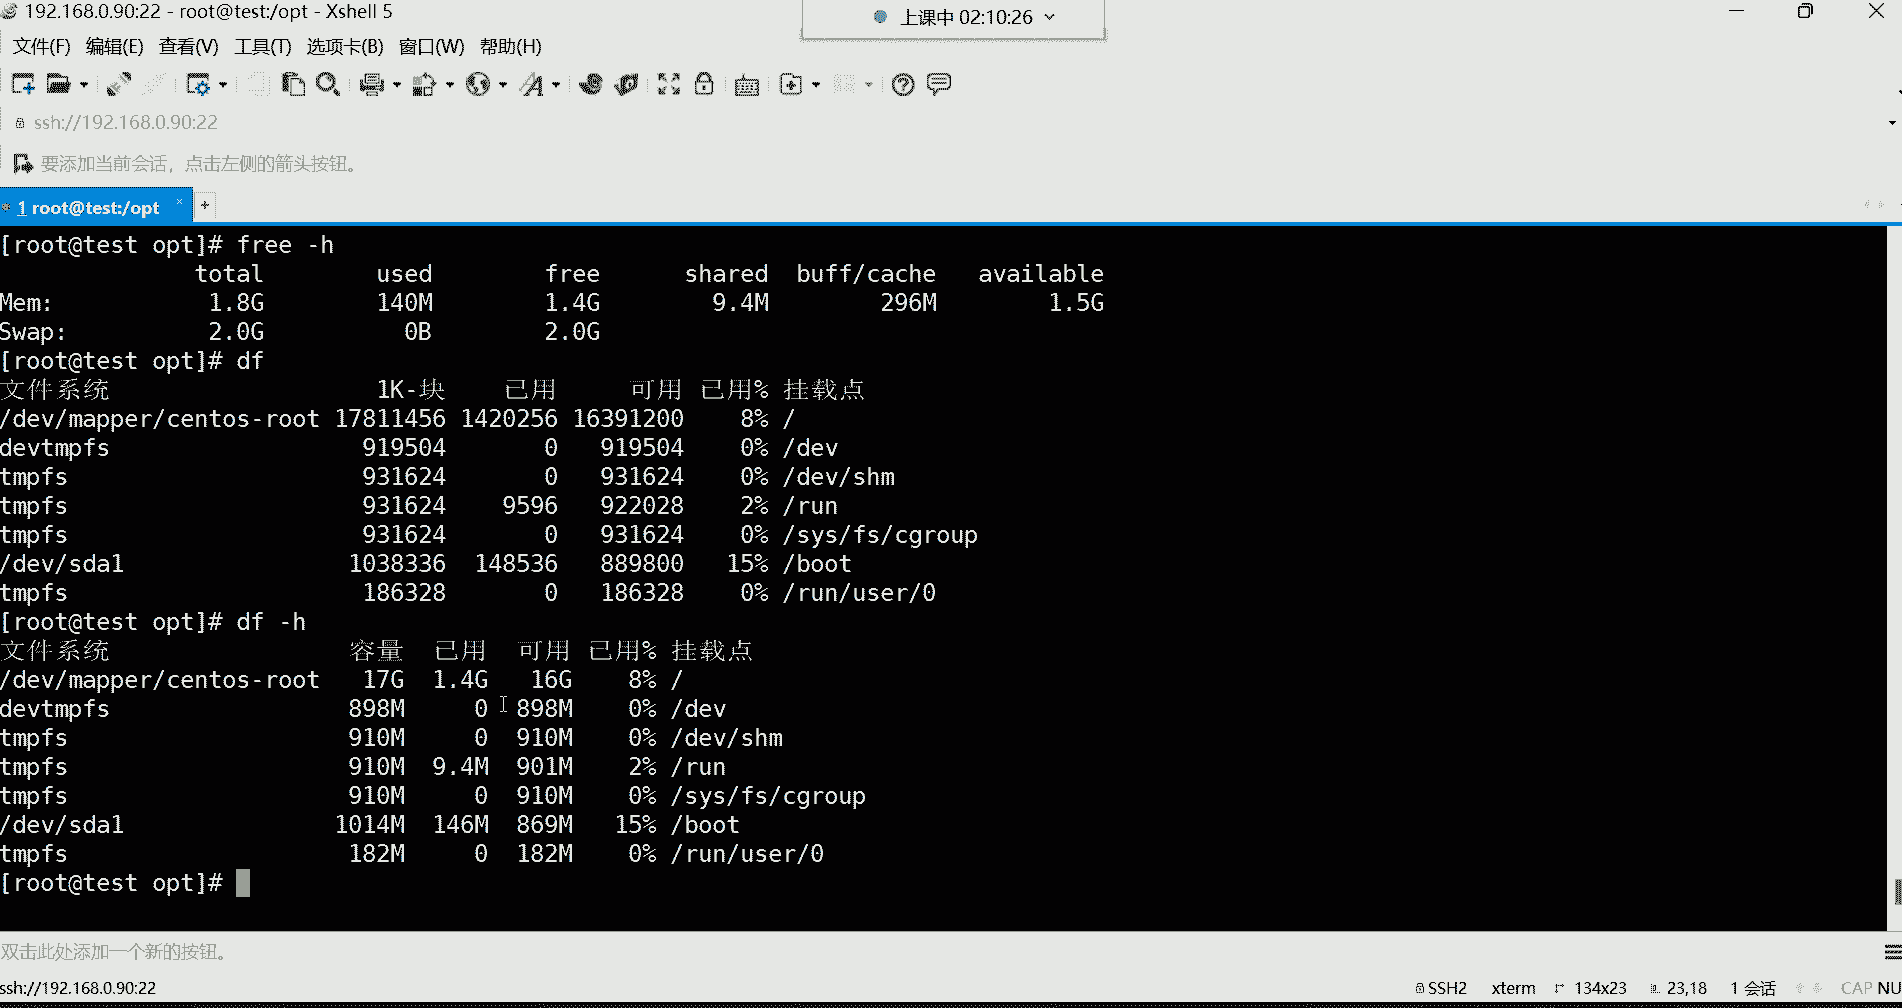 192.168.0.90:22 - root@test:/opt - Xshell 5
上课中 02:10:26
文件(F) 编辑(E) 查看(V) 工具(T) 选项卡(B) 窗口(W) 帮助(H)
ssh://192.168.0.90:22
要添加当前会话，点击左侧的箭头按钮。
1 root@test:/opt × +
[root@test opt]# free -h
total used free shared buff/cache available
Mem: 1.8G 140M 1.4G 9.4M 296M 1.5G
Swap: 2.0G 0B 2.0G
[root@test opt]# df
文件系统 1K-块 已用 可用 已用% 挂载点
/dev/mapper/centos-root 17811456 1420256 16391200 8% /
devtmpfs 919504 0 919504 0% /dev
tmpfs 931624 0 931624 0% /dev/shm
tmpfs 931624 9596 922028 2% /run
tmpfs 931624 0 931624 0% /sys/fs/cgroup
/dev/sda1 1038336 148536 889800 15% /boot
tmpfs 186328 0 186328 0% /run/user/0
[root@test opt]# df -h
文件系统 容量 已用 可用 已用% 挂载点
/dev/mapper/centos-root 17G 1.4G 16G 8% /
devtmpfs 898M 0 898M 0% /dev
tmpfs 910M 0 910M 0% /dev/shm
tmpfs 910M 9.4M 901M 2% /run
tmpfs 910M 0 910M 0% /sys/fs/cgroup
/dev/sda1 1014M 146M 869M 15% /boot
tmpfs 182M 0 182M 0% /run/user/0
[root@test opt]#
双击此处添加一个新的按钮。
ssh://192.168.0.90:22 SSH2 xterm 134x23 23,18 1 会话 CAP NU